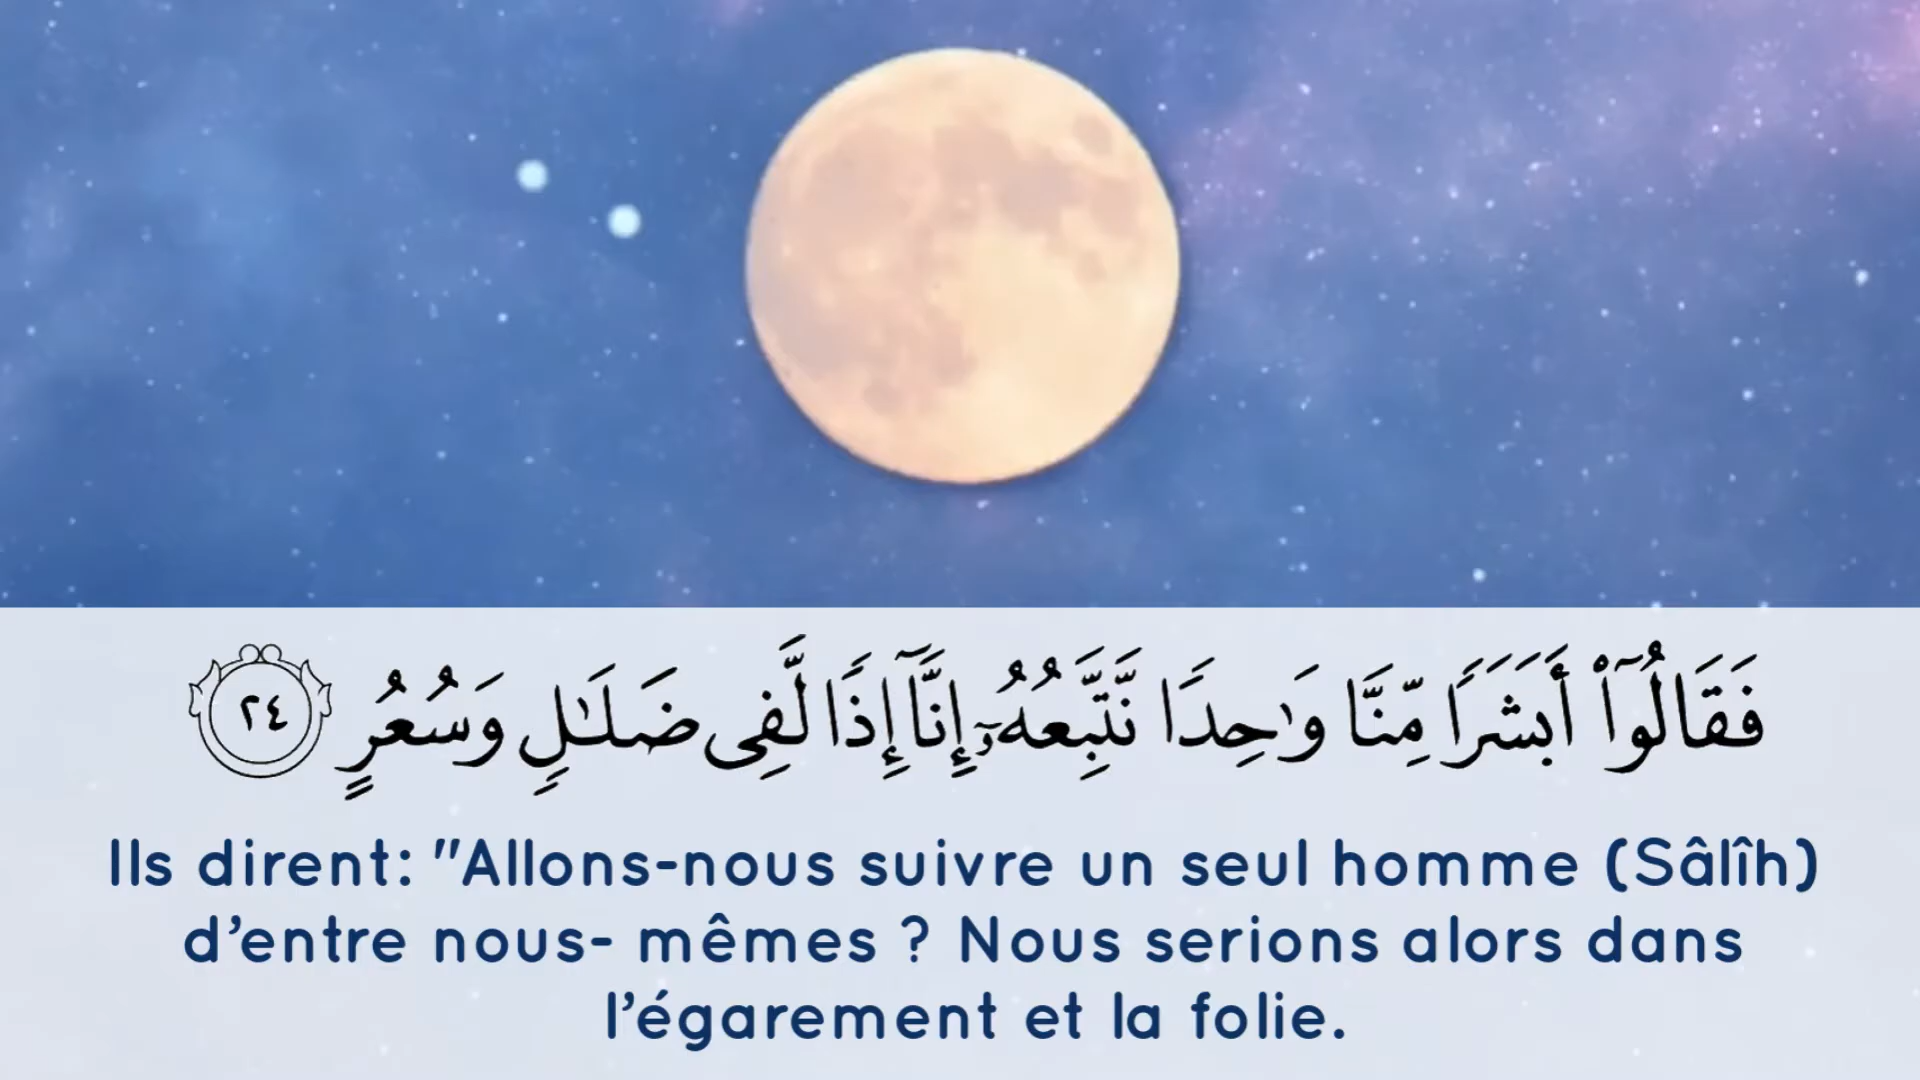 فَقَالُوٓا۟ أَبَشَرًۭا مِّنَّا وَٰحِدًۭا نَّتَّبِعُهُۥٓ إِنَّآ إِذًۭا لَّفِى ضَلَـٰلٍۢ وَسُعُرٍ ٢٤
Ils dirent: "Allons-nous suivre un seul homme (Sâlîh)
d’entre nous- mêmes ? Nous serions alors dans
l’égarement et la folie.